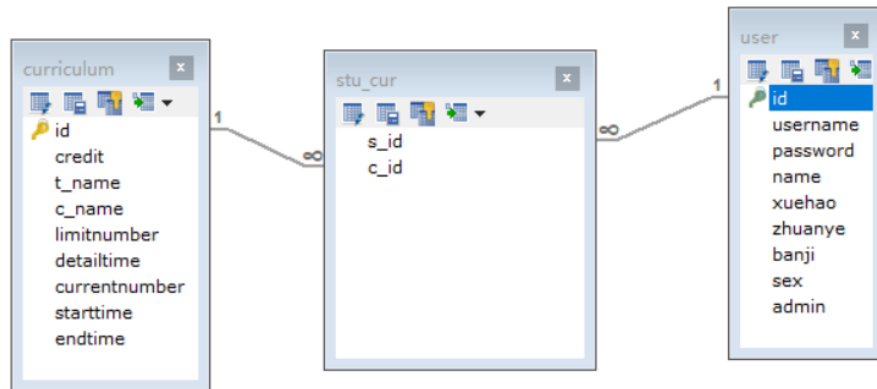 curriculum
x
id
credit
t_name
c_name
limitnumber
detailtime
currentnumber
starttime
endtime
1
∞
stu_cur
x
s_id
c_id
∞
1
user
x
id
username
password
name
xuehao
zhuanye
banji
sex
admin